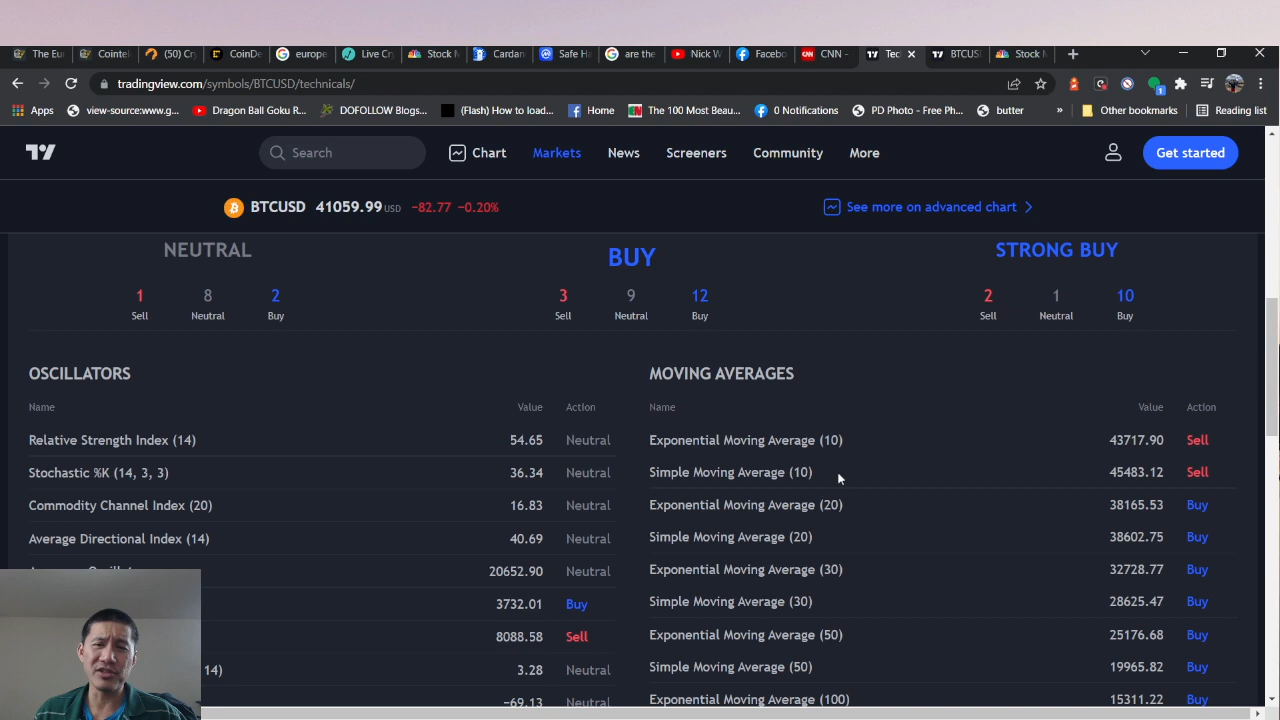 The Eur
Cointel
(50) Cry
CoinDe
europe
Live Cry
Stock M
Cardan
Safe Ha
are the
Nick W
Facebo
CNN -
Tec
BTCUS
Stock M
tradingview.com/symbols/BTCUSD/technicals/
Apps
view-source:www.g...
Dragon Ball Goku R...
DOFOLLOW Blogs...
(Flash) How to load...
Home
The 100 Most Beau...
0 Notifications
PD Photo - Free Ph...
butter
»
Other bookmarks
Reading list
Search
Chart
Markets
News
Screeners
Community
More
Get started
BTCUSD 41059.99 USD −82.77 −0.20%
See more on advanced chart
NEUTRAL
BUY
STRONG BUY
1 8 2
Sell Neutral Buy
3 9 12
Sell Neutral Buy
2 1 10
Sell Neutral Buy
OSCILLATORS
Name Value Action
Relative Strength Index (14) 54.65 Neutral
Stochastic %K (14, 3, 3) 36.34 Neutral
Commodity Channel Index (20) 16.83 Neutral
Average Directional Index (14) 40.69 Neutral
20652.90 Neutral
3732.01 Buy
8088.58 Sell
14) 3.28 Neutral
−69.13 Neutral
MOVING AVERAGES
Name Value Action
Exponential Moving Average (10) 43717.90 Sell
Simple Moving Average (10) 45483.12 Sell
Exponential Moving Average (20) 38165.53 Buy
Simple Moving Average (20) 38602.75 Buy
Exponential Moving Average (30) 32728.77 Buy
Simple Moving Average (30) 28625.47 Buy
Exponential Moving Average (50) 25176.68 Buy
Simple Moving Average (50) 19965.82 Buy
Exponential Moving Average (100) 15311.22 Buy